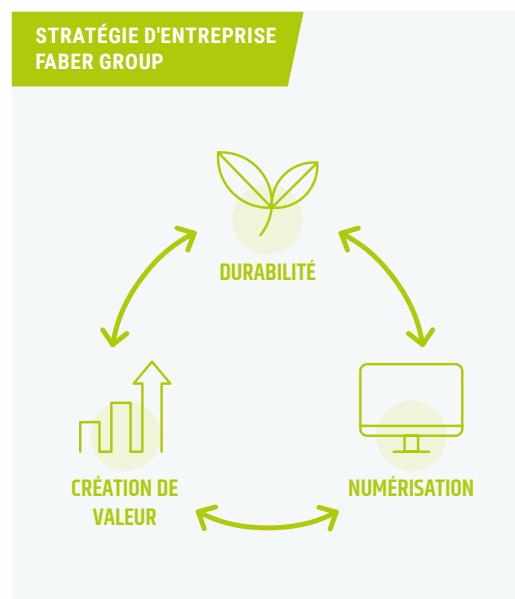 STRATÉGIE D'ENTREPRISE
FABER GROUP
DURABILITÉ
CRÉATION DE
VALEUR
NUMÉRISATION